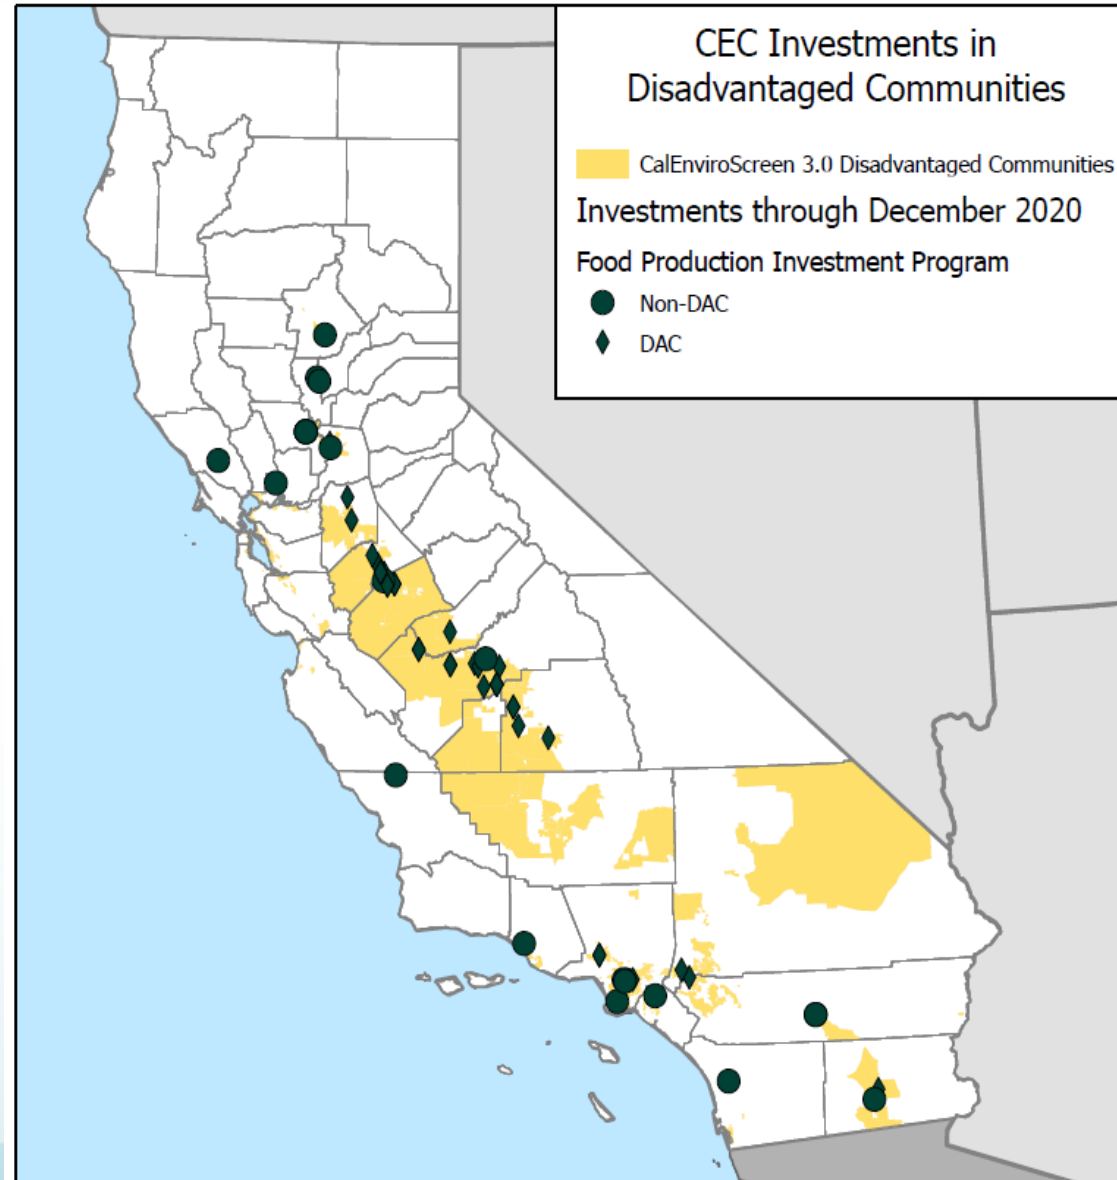 CEC Investments in
Disadvantaged Communities
CalEnviroScreen 3.0 Disadvantaged Communities
Investments through December 2020
Food Production Investment Program
Non-DAC
DAC